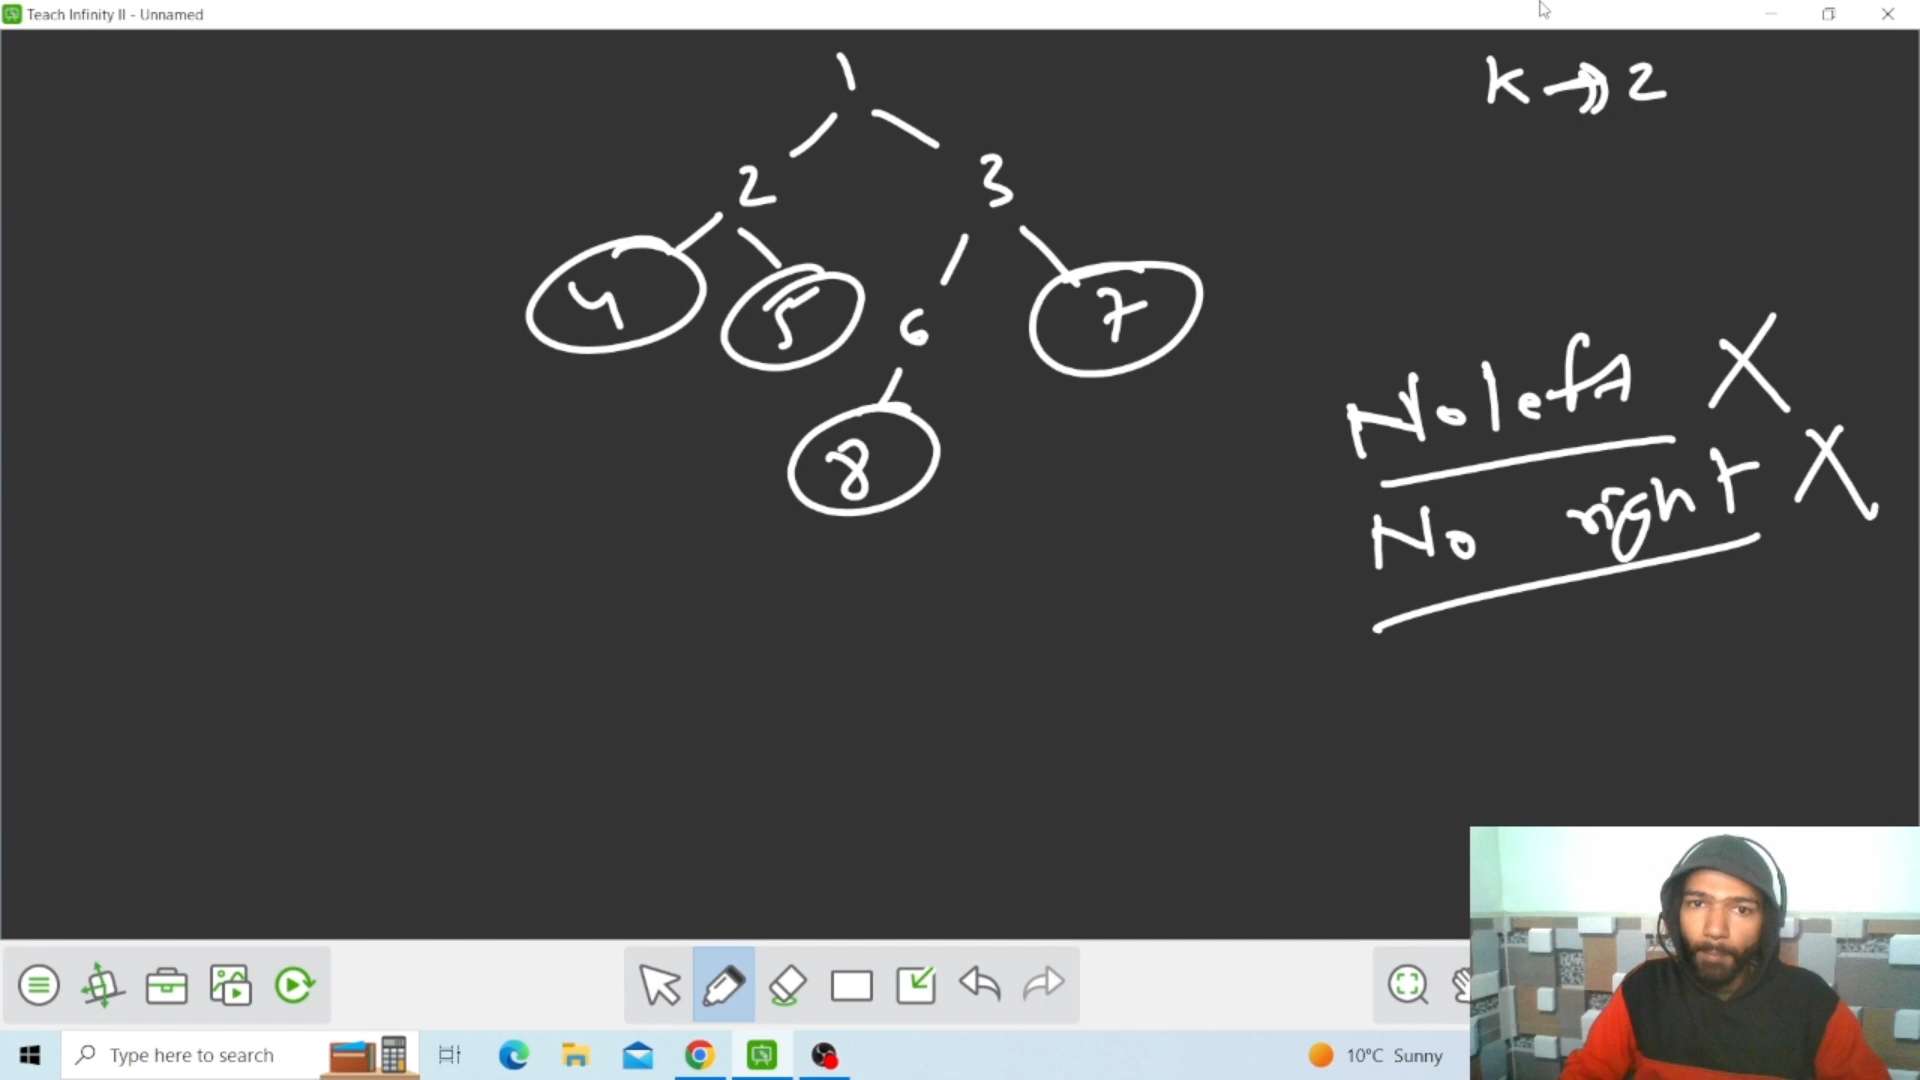 Teach Infinity II - Unnamed
1
K → 2
2 3
4 5 6 7
8
No left X
No right X
Type here to search
10°C Sunny